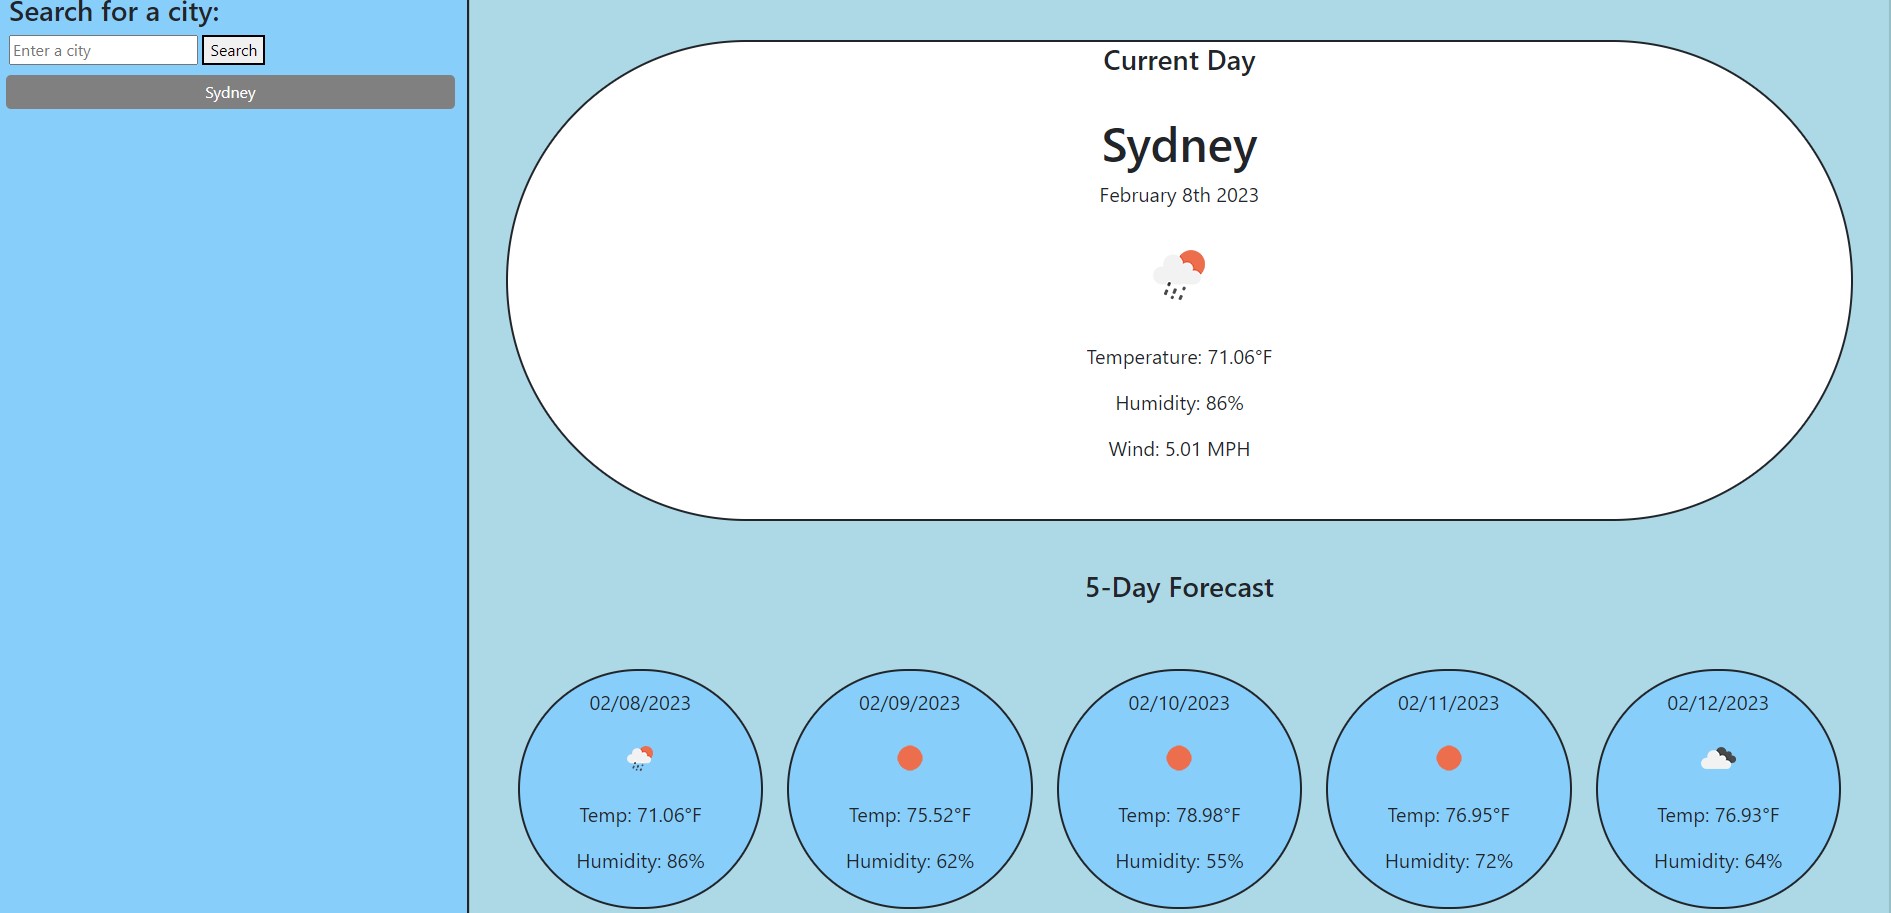 Search for a city:
Enter a city Search
Sydney
Current Day
Sydney
February 8th 2023
Temperature: 71.06°F
Humidity: 86%
Wind: 5.01 MPH
5-Day Forecast
02/08/2023
Temp: 71.06°F
Humidity: 86%
02/09/2023
Temp: 75.52°F
Humidity: 62%
02/10/2023
Temp: 78.98°F
Humidity: 55%
02/11/2023
Temp: 76.95°F
Humidity: 72%
02/12/2023
Temp: 76.93°F
Humidity: 64%